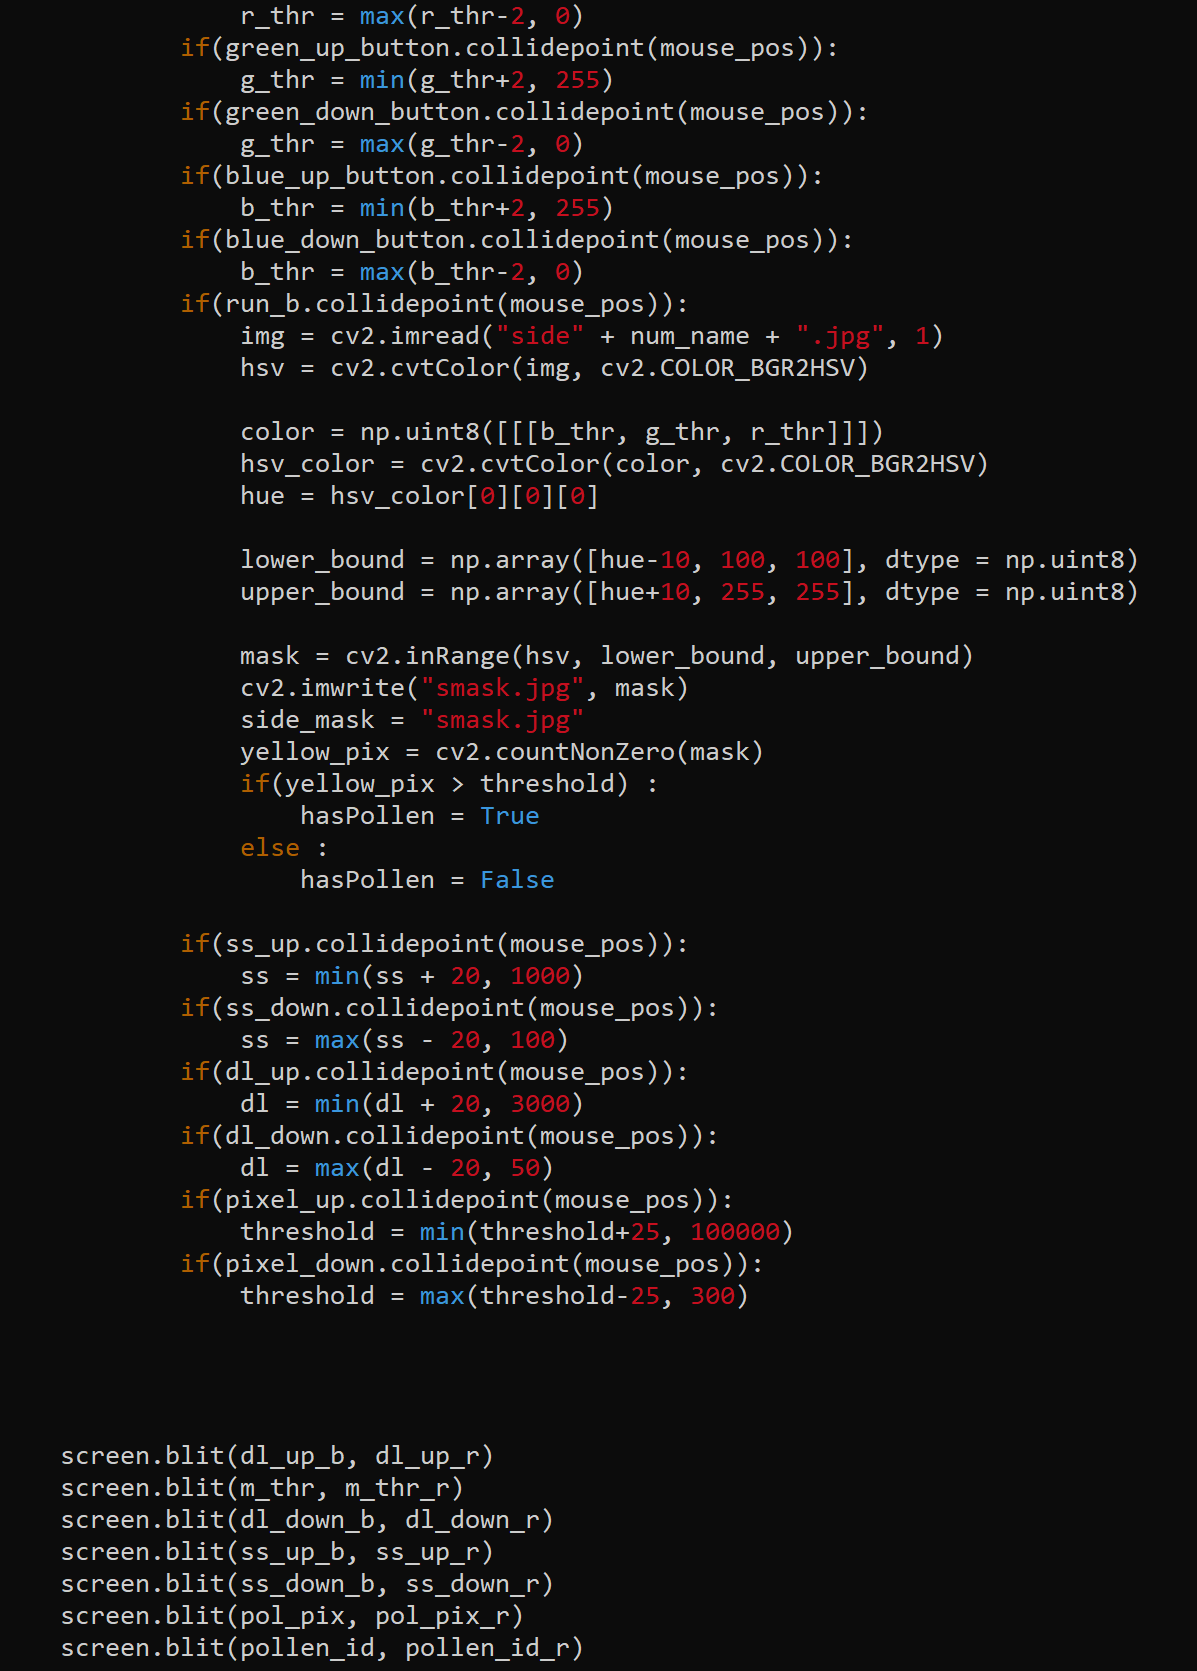 r_thr = max(r_thr-2, 0)
if(green_up_button.collidepoint(mouse_pos)):
g_thr = min(g_thr+2, 255)
if(green_down_button.collidepoint(mouse_pos)):
g_thr = max(g_thr-2, 0)
if(blue_up_button.collidepoint(mouse_pos)):
b_thr = min(b_thr+2, 255)
if(blue_down_button.collidepoint(mouse_pos)):
b_thr = max(b_thr-2, 0)
if(run_b.collidepoint(mouse_pos)):
img = cv2.imread("side" + num_name + ".jpg", 1)
hsv = cv2.cvtColor(img, cv2.COLOR_BGR2HSV)
color = np.uint8([[[b_thr, g_thr, r_thr]]])
hsv_color = cv2.cvtColor(color, cv2.COLOR_BGR2HSV)
hue = hsv_color[0][0][0]
lower_bound = np.array([hue-10, 100, 100], dtype = np.uint8)
upper_bound = np.array([hue+10, 255, 255], dtype = np.uint8)
mask = cv2.inRange(hsv, lower_bound, upper_bound)
cv2.imwrite("smask.jpg", mask)
side_mask = "smask.jpg"
yellow_pix = cv2.countNonZero(mask)
if(yellow_pix > threshold) :
hasPollen = True
else :
hasPollen = False
if(ss_up.collidepoint(mouse_pos)):
ss = min(ss + 20, 1000)
if(ss_down.collidepoint(mouse_pos)):
ss = max(ss - 20, 100)
if(dl_up.collidepoint(mouse_pos)):
dl = min(dl + 20, 3000)
if(dl_down.collidepoint(mouse_pos)):
dl = max(dl - 20, 50)
if(pixel_up.collidepoint(mouse_pos)):
threshold = min(threshold+25, 100000)
if(pixel_down.collidepoint(mouse_pos)):
threshold = max(threshold-25, 300)
screen.blit(dl_up_b, dl_up_r)
screen.blit(m_thr, m_thr_r)
screen.blit(dl_down_b, dl_down_r)
screen.blit(ss_up_b, ss_up_r)
screen.blit(ss_down_b, ss_down_r)
screen.blit(pol_pix, pol_pix_r)
screen.blit(pollen_id, pollen_id_r)